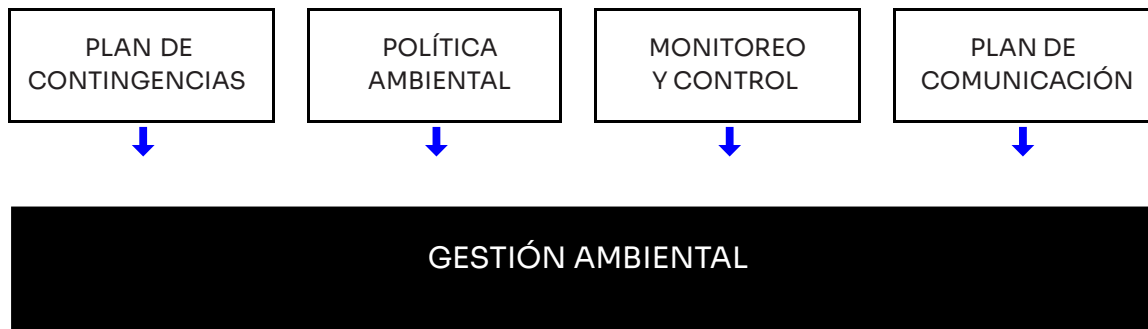 PLAN DE
CONTINGENCIAS
POLÍTICA
AMBIENTAL
MONITOREO
Y CONTROL
PLAN DE
COMUNICACIÓN
GESTIÓN AMBIENTAL